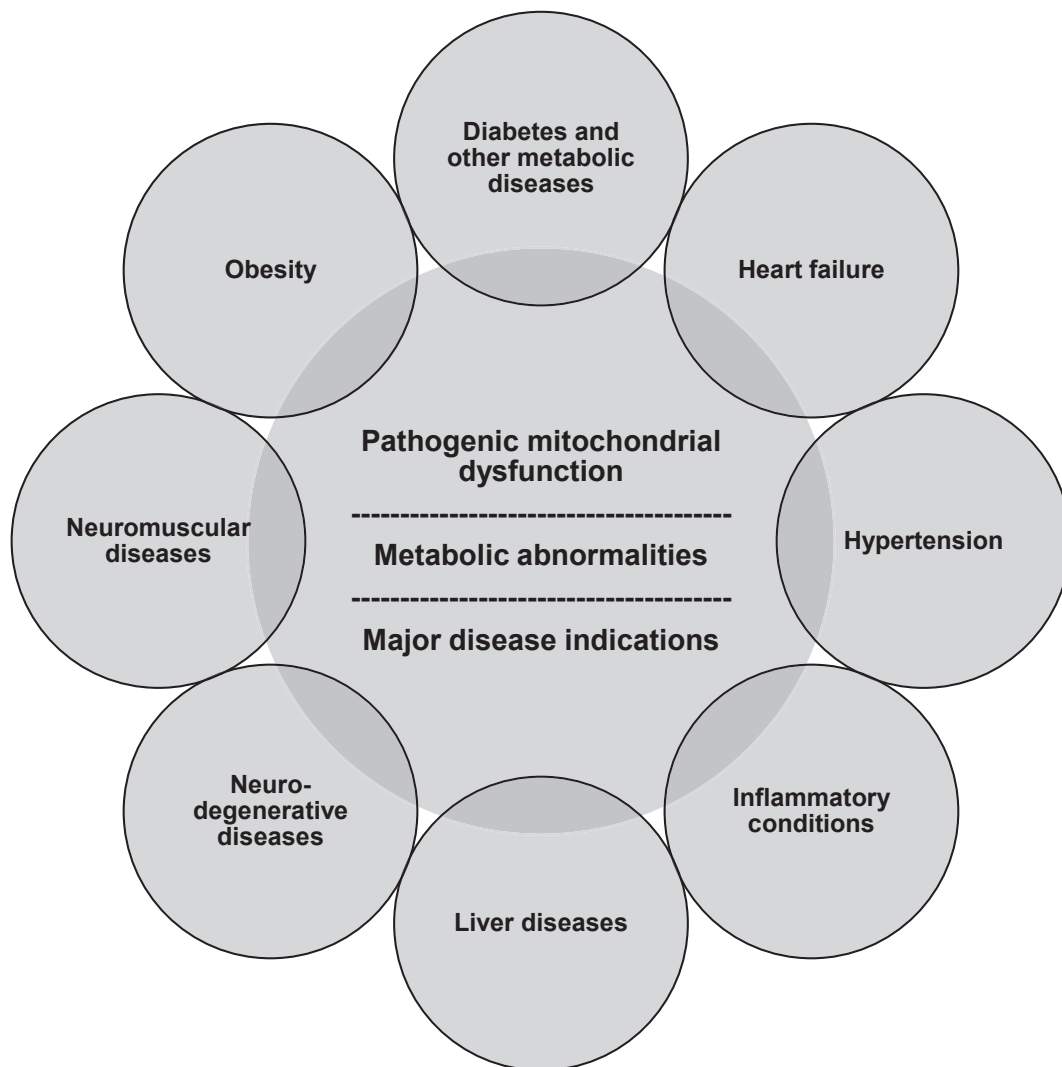 Diabetes and
other metabolic
diseases
Obesity
Heart failure
Pathogenic mitochondrial
dysfunction
---------------------------------------
Metabolic abnormalities
---------------------------------------
Major disease indications
Neuromuscular
diseases
Hypertension
Neuro-
degenerative
diseases
Inflammatory
conditions
Liver diseases